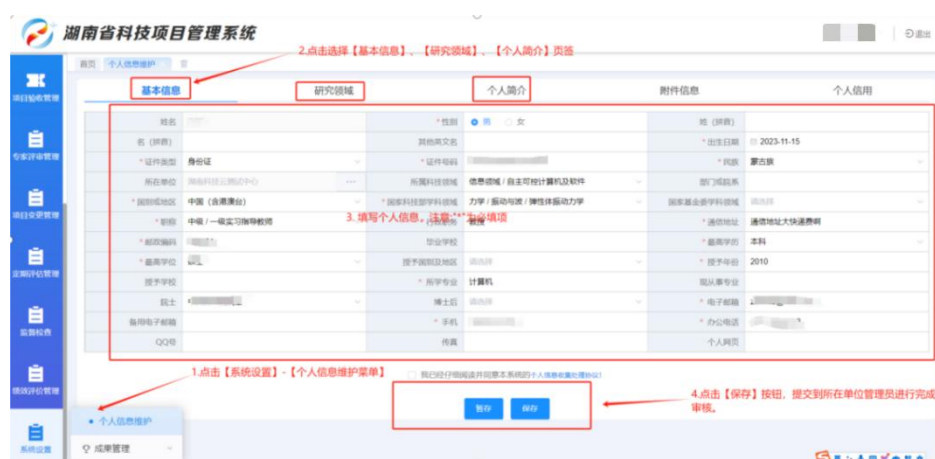 湖南省科技项目管理系统
退出
2.点击选择【基本信息】、【研究领域】、【个人简介】页签
首页 个人信息维护
项目验收管理
基本信息 研究领域 个人简介 附件信息 个人信用
姓名 * 性别 男 女 姓 (拼音)
名 (拼音) 其他英文名 * 出生日期 2023-11-15
专家评审管理
* 证件类型 身份证 * 证件号码 * 民族 蒙古族
所在单位 湖南科技云测试中心 ... 所属科技领域 信息领域 / 自主可控计算机及软件 部门或院系
* 国别或地区 中国 (含港澳台) * 国家科技部学科领域 力学 / 振动与波 / 弹性体振动力学 国家基金委学科领域 请选择
项目变更管理
* 职称 中级 / 一级实习指导教师 行政职务 教授 * 通信地址 通信地址大快递费啊
3. 填写个人信息，注意"*"为必填项
* 邮政编码 毕业学校 * 最高学历 本科
定期评估管理
* 最高学位 授予国别及地区 请选择 * 授予年份 2010
授予学校 * 所学专业 计算机 现从事专业
院士 博士后 请选择 * 电子邮箱
监督检查
备用电子邮箱 * 手机 * 办公电话
QQ号 传真 个人网页
1.点击【系统设置】-【个人信息维护菜单】
我已经仔细阅读并同意本系统的个人信息收集处理协议!
绩效评价管理
4.点击【保存】按钮，提交到所在单位管理员进行完成审核。
暂存 保存
个人信息维护
系统设置
成果管理